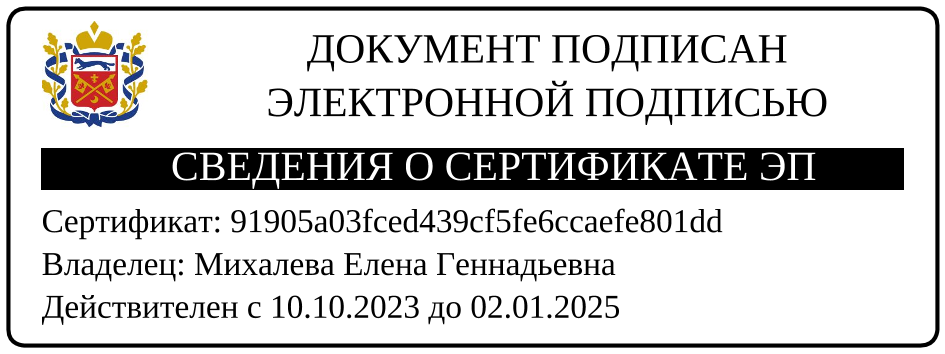 ДОКУМЕНТ ПОДПИСАН
ЭЛЕКТРОННОЙ ПОДПИСЬЮ
СВЕДЕНИЯ О СЕРТИФИКАТЕ ЭП
Сертификат: 91905a03fced439cf5fe6ccaefe801dd
Владелец: Михалева Елена Геннадьевна
Действителен с 10.10.2023 до 02.01.2025